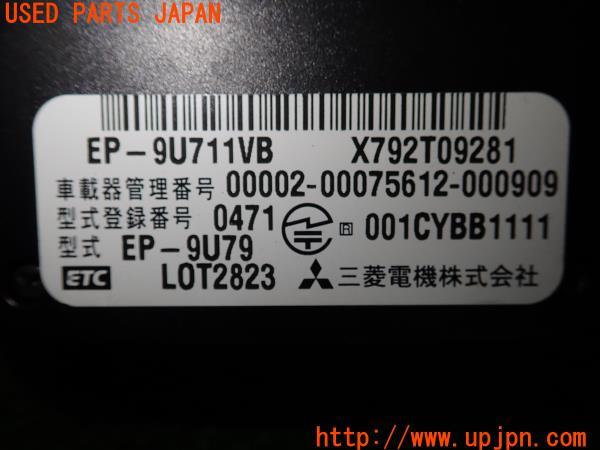 USED PARTS JAPAN
EP-9U711VB X792T09281
車載器管理番号 00002-00075612-000909
型式登録番号 0471 R 001CYBB1111
型式 EP-9U79
ETC LOT2823 三菱電機株式会社
http://www.upjpn.com/